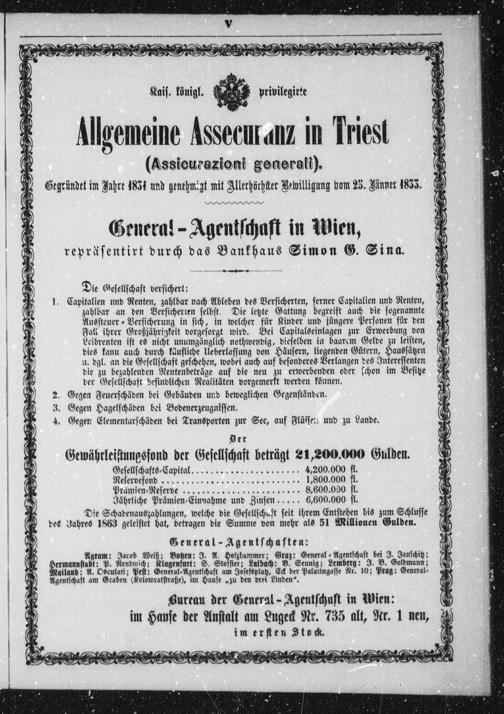 V
Kais. königl. privilegirte
Allgemeine Assecuranz in Triest
(Assicurazioni generali).
Gegründet im Jahre 1831 und genehmigt mit Allerhöchster Bewilligung vom 25. Jänner 1833.
General-Agentschaft in Wien,
repräsentirt durch das Bankhaus Simon G. Sina.
Die Gesellschaft versichert:
1. Capitalien und Renten, zahlbar nach Ableben des Versicherten, ferner Capitalien und Renten,
zahlbar an den Versicherten selbst. Die letzte Gattung begreift auch die sogenannte
Aussteuer-Versicherung in sich, in welcher für Kinder und jüngere Personen für den
Fall ihrer Großjährigkeit vorgesorgt wird. Bei Capitalseinlagen zur Erwerbung von
Leibrenten ist es nicht unumgänglich nothwendig, dieselben in baarem Gelde zu leisten,
dies kann auch durch käufliche Ueberlassung von Häusern, liegenden Gütern, Haussätzen
u. dgl. an die Gesellschaft geschehen, wobei auch auf besonderes Verlangen des Interessenten
die zu bezahlenden Rentenbeträge auf die neu zu erwerbenden oder schon im Besitze
der Gesellschaft befindlichen Realitäten vorgemerkt werden können.
2. Gegen Feuerschäden bei Gebäuden und beweglichen Gegenständen.
3. Gegen Hagelschäden bei Bodenerzeugnissen.
4. Gegen Elementarschäden bei Transporten zur See, auf Flüssen und zu Lande.
Der
Gewährleistungsfond der Gesellschaft beträgt 21,200.000 Gulden.
Gesellschafts-Capital . . . . . . . . . . 4,200.000 fl.
Reservefond . . . . . . . . . . 1,800.000 fl.
Prämien-Reserve . . . . . . . . . . 8,600.000 fl.
Jährliche Prämien-Einnahme und Zinsen . . . . . 6,600.000 fl.
Die Schadenauszahlungen, welche die Gesellschaft seit ihrem Entstehen bis zum Schlusse
des Jahres 1863 geleistet hat, betragen die Summe von mehr als 51 Millionen Gulden.
General-Agentschaften:
Agram: Jacob Weiß; Bozen: J. A. Holzhammer; Graz: General-Agentschaft bei J. Janschitz;
Hermannstadt: P. Rendwich; Klagenfurt: S. Stossier; Laibach: B. Seunig; Lemberg: J. B. Goldmann;
Mailand: A. Osculati; Pest: General-Agentschaft am Josefsplatz, Eck der Palatingasse Nr. 10; Prag: General-
Agentschaft am Graben (Kolowratstraße), im Hause „zu den drei Linden“.
Bureau der General-Agentschaft in Wien:
im Hause der Anstalt am Lugeck Nr. 735 alt, Nr. 1 neu,
im ersten Stock.